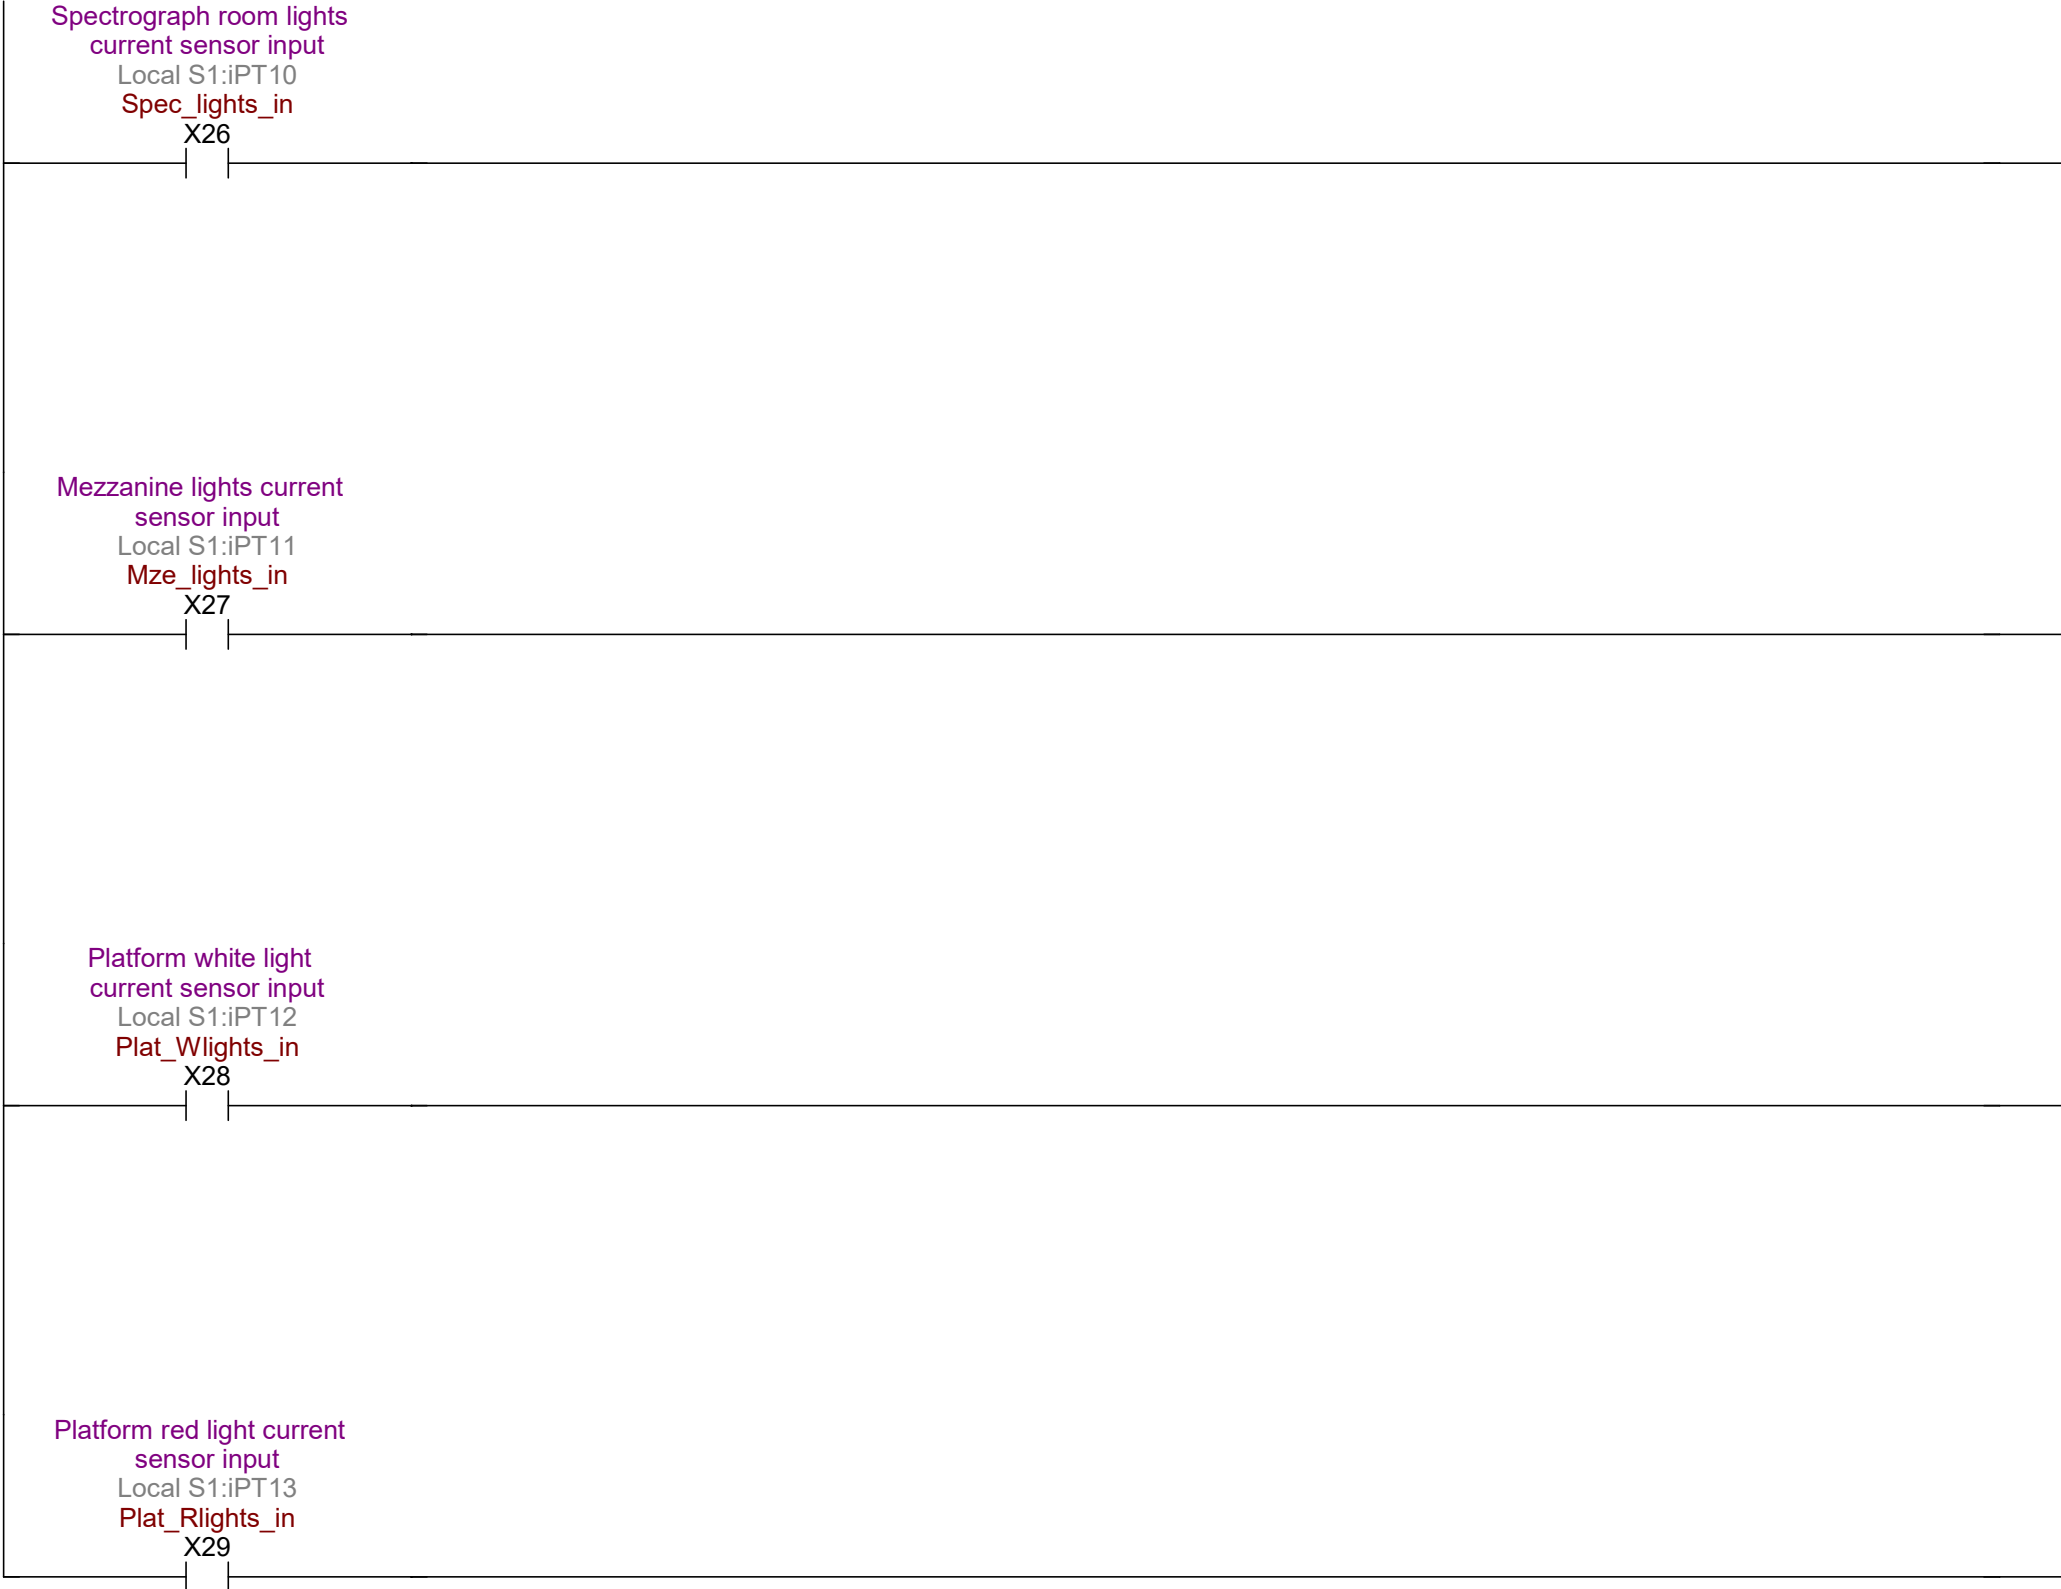 Spectrograph room lights
current sensor input
Local S1:iPT10
Spec_lights_in
X26
Mezzanine lights current
sensor input
Local S1:iPT11
Mze_lights_in
X27
Platform white light
current sensor input
Local S1:iPT12
Plat_Wlights_in
X28
Platform red light current
sensor input
Local S1:iPT13
Plat_Rlights_in
X29